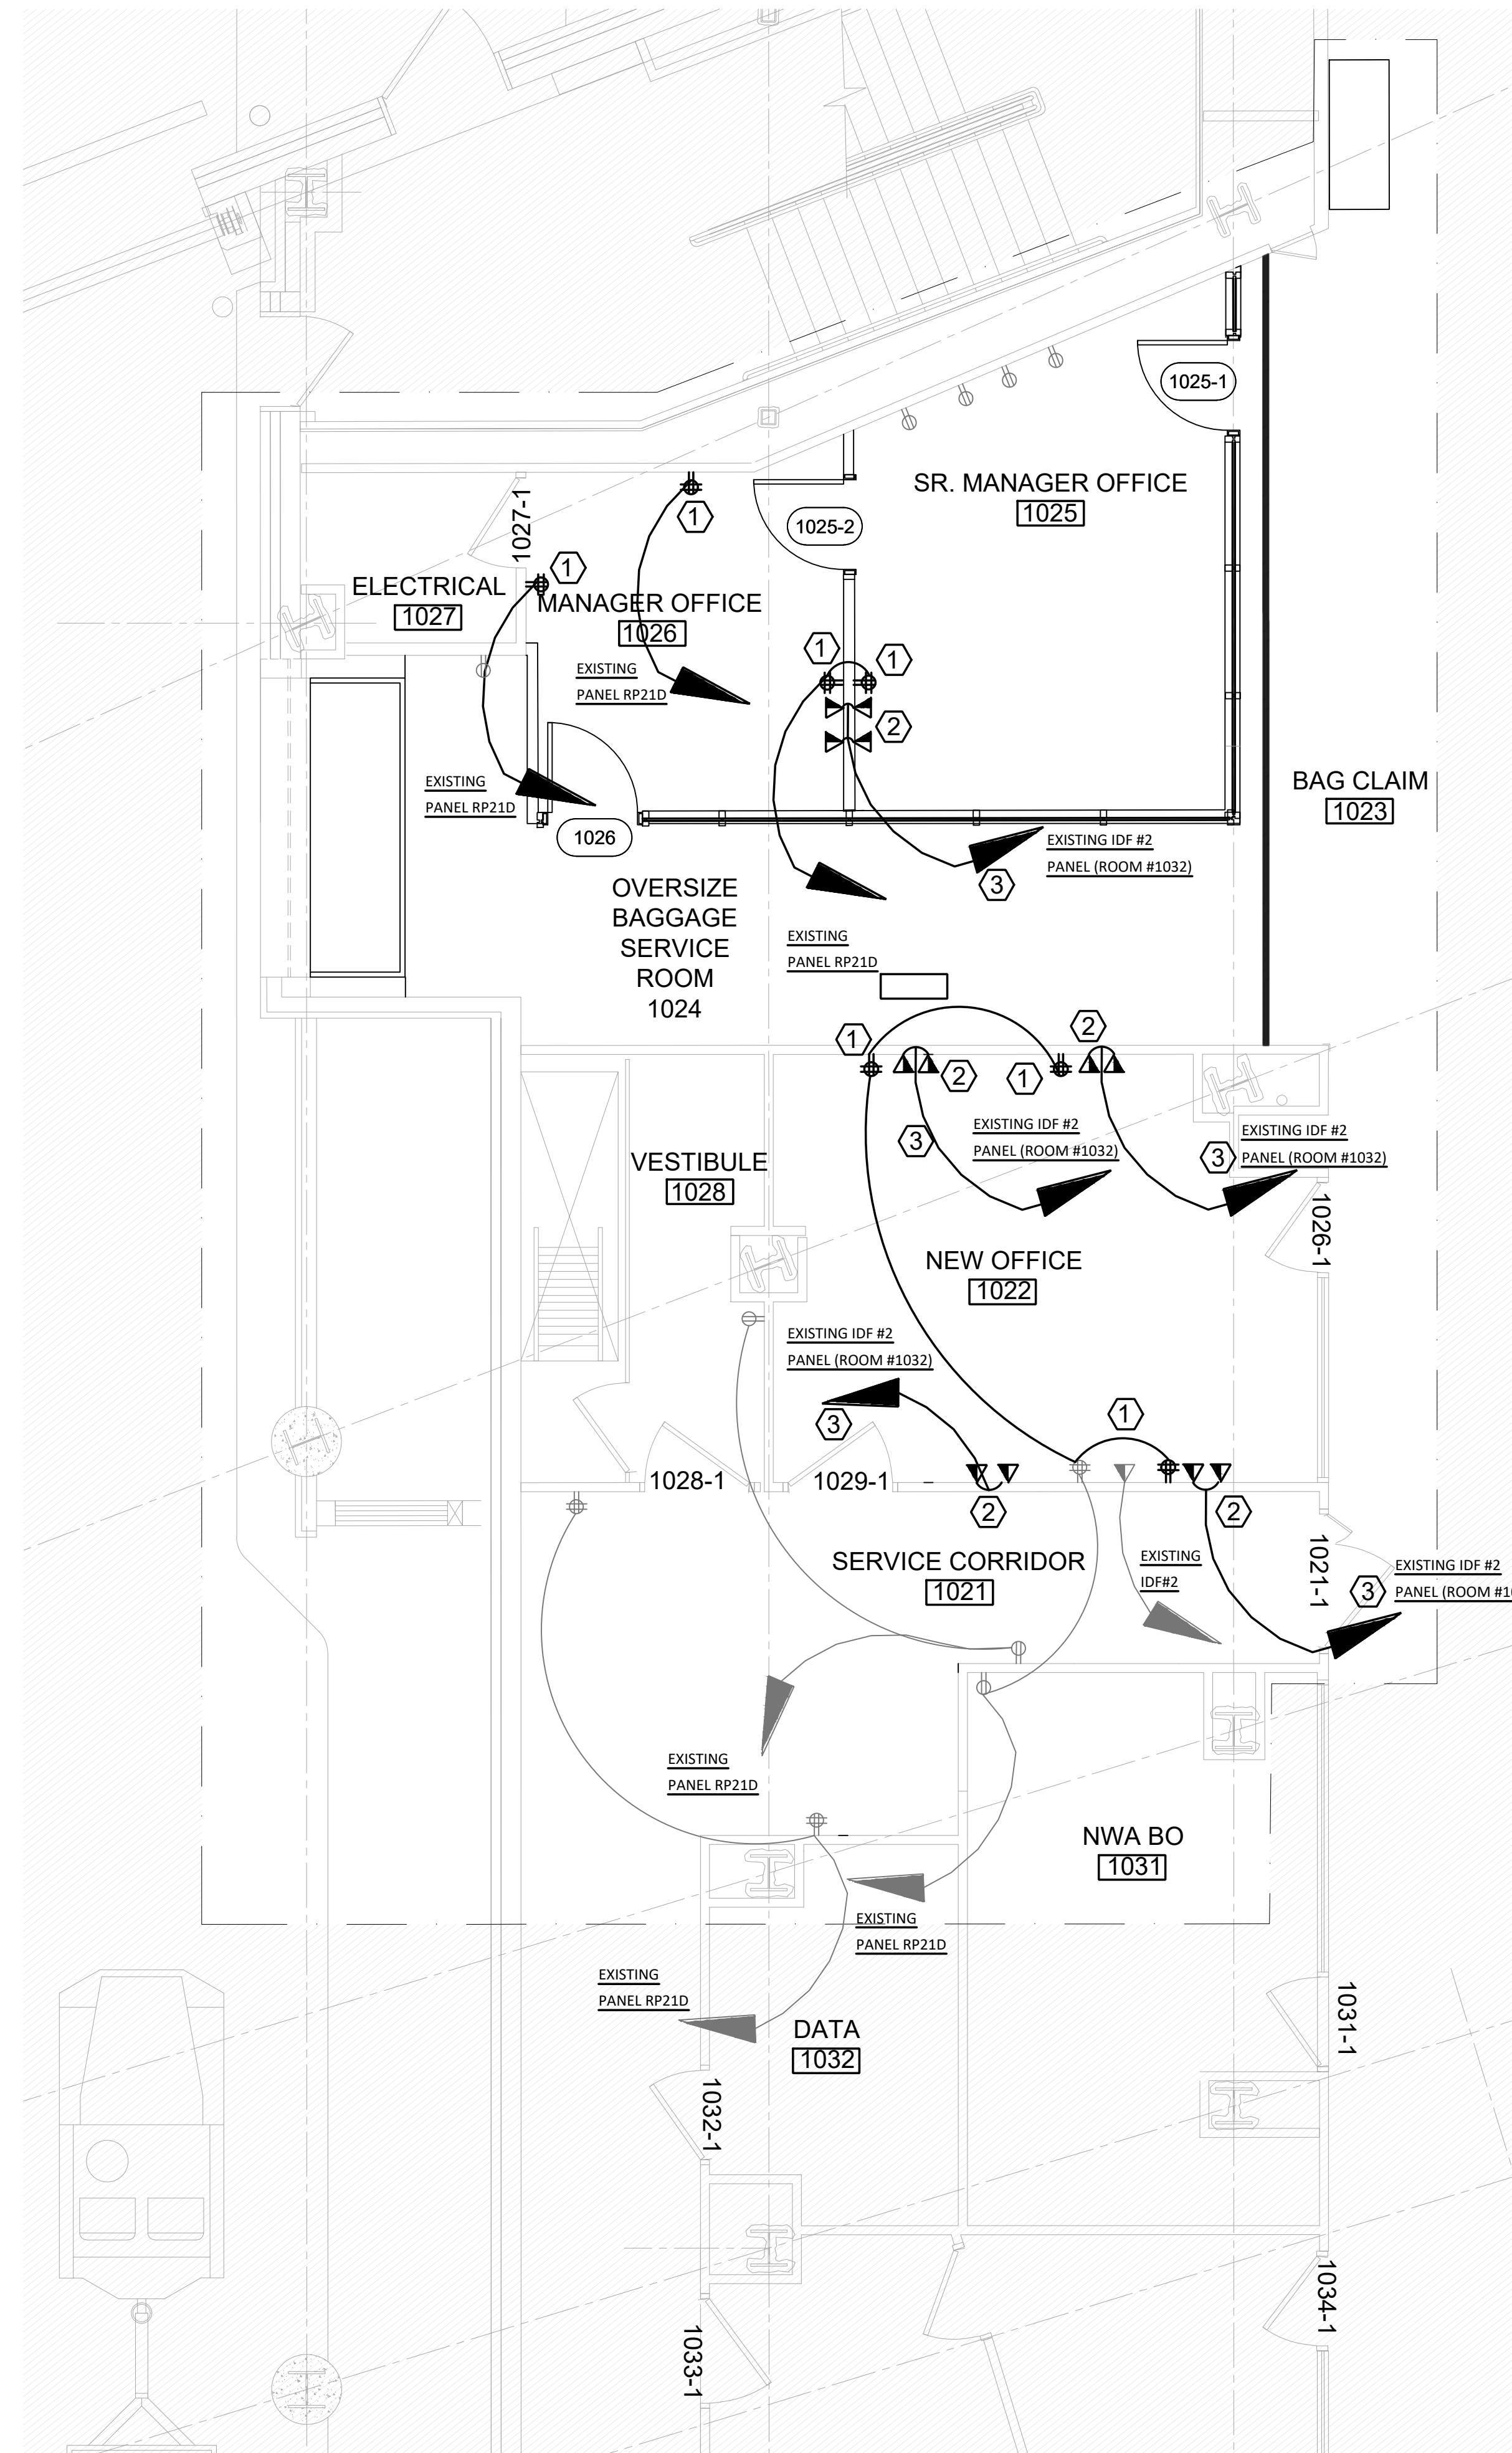 1025-1
SR. MANAGER OFFICE
1025
1027-1
1
1025-2
1
ELECTRICAL
1027
MANAGER OFFICE
1026
1
1
EXISTING
PANEL RP21D
2
EXISTING
PANEL RP21D
BAG CLAIM
1023
1026
EXISTING IDF #2
PANEL (ROOM #1032)
3
OVERSIZE
BAGGAGE
SERVICE
ROOM
1024
EXISTING
PANEL RP21D
1
2
2
1
EXISTING IDF #2
PANEL (ROOM #1032)
3
EXISTING IDF #2
PANEL (ROOM #1032)
3
VESTIBULE
1028
1026-1
NEW OFFICE
1022
EXISTING IDF #2
PANEL (ROOM #1032)
3
1
1028-1
1029-1
2
2
SERVICE CORRIDOR
1021
EXISTING
IDF#2
1021-1
EXISTING IDF #2
3
PANEL (ROOM #10
EXISTING
PANEL RP21D
NWA BO
1031
EXISTING
PANEL RP21D
EXISTING
PANEL RP21D
DATA
1032
1031-1
1032-1
1034-1
1033-1